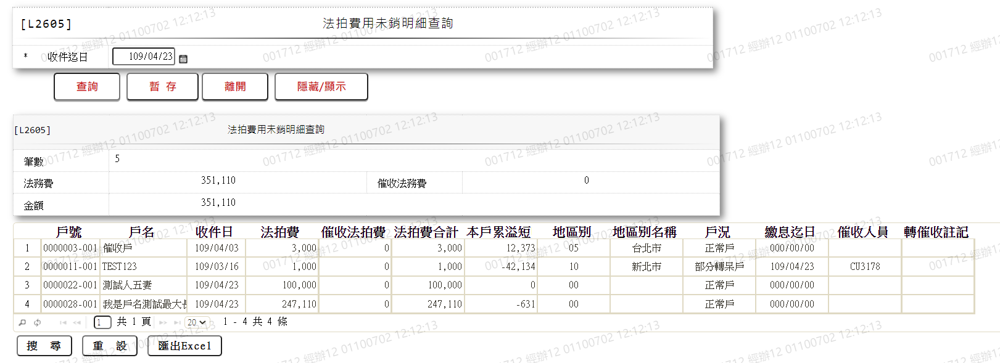 [L2605] 法拍費用未銷明細查詢
* 收件迄日 109/04/23
查詢 暫 存 離開 隱藏/顯示
[L2605] 法拍費用未銷明細查詢
筆數 5
法務費 351,110 催收法務費 0
金額 351,110
戶號 戶名 收件日 法拍費 催收法拍費 法拍費合計 本戶累溢短 地區別 地區別名稱 戶況 繳息迄日 催收人員 轉催收註記
1 0000003-001 催收戶 109/04/03 3,000 0 3,000 12,373 05 台北市 正常戶 000/00/00
2 0000011-001 TEST123 109/03/16 1,000 0 1,000 -42,134 10 新北市 部分轉呆戶 109/04/23 CU3178
3 0000022-001 測試人五妻 109/04/23 100,000 0 100,000 0 00 正常戶 000/00/00
4 0000028-001 我是戶名測試最大長 109/04/23 247,110 0 247,110 -631 00 正常戶 000/00/00
1 共 1 頁 20 1 - 4 共 4 條
搜 尋 重 設 匯出Excel
001712 經辦12 01100702 12:12:13